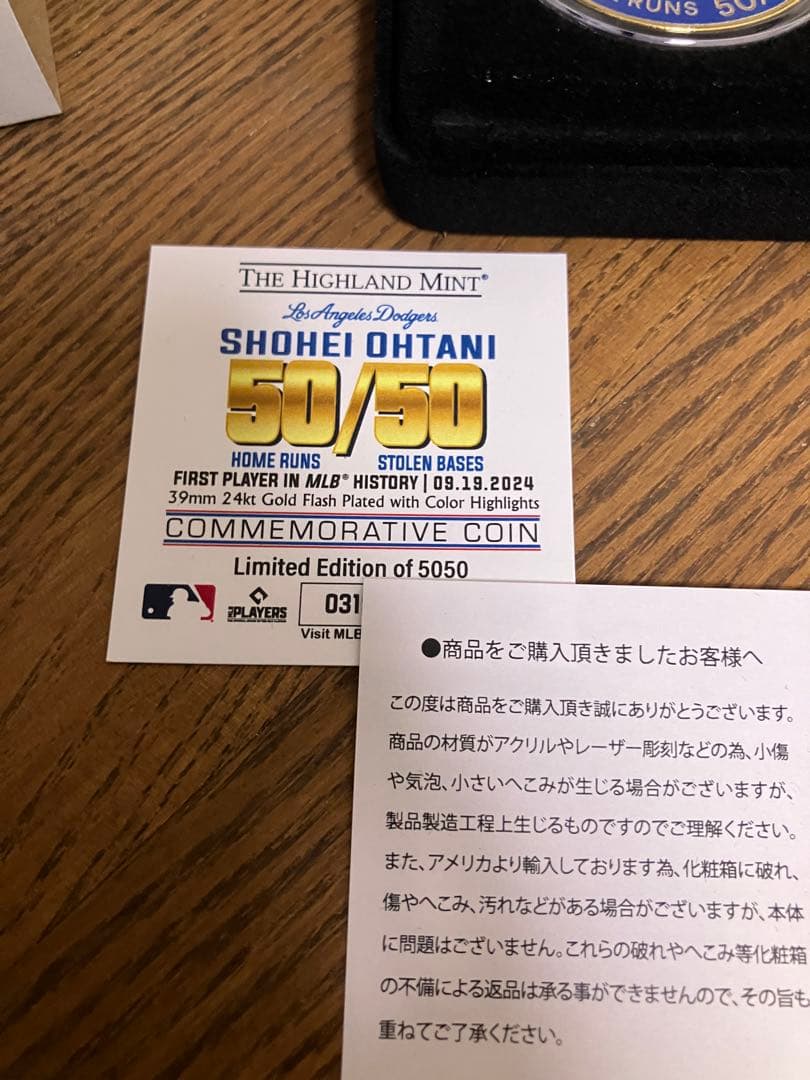 RUNS 50/
THE HIGHLAND MINT®
Los Angeles Dodgers
SHOHEI OHTANI
50/50
HOME RUNS STOLEN BASES
FIRST PLAYER IN MLB® HISTORY | 09.19.2024
39mm 24kt Gold Flash Plated with Color Highlights
COMMEMORATIVE COIN
Limited Edition of 5050
PLAYERS
031
Visit MLB
●商品をご購入頂きましたお客様へ
この度は商品をご購入頂き誠にありがとうございます。
商品の材質がアクリルやレーザー彫刻などの為、小傷
や気泡、小さいへこみが生じる場合がございますが、
製品製造工程上生じるものですのでご理解ください。
また、アメリカより輸入しております為、化粧箱に破れ、
傷やへこみ、汚れなどがある場合がございますが、本体
に問題はございません。これらの破れやへこみ等化粧箱
の不備による返品は承る事ができませんので、その旨も
重ねてご了承ください。